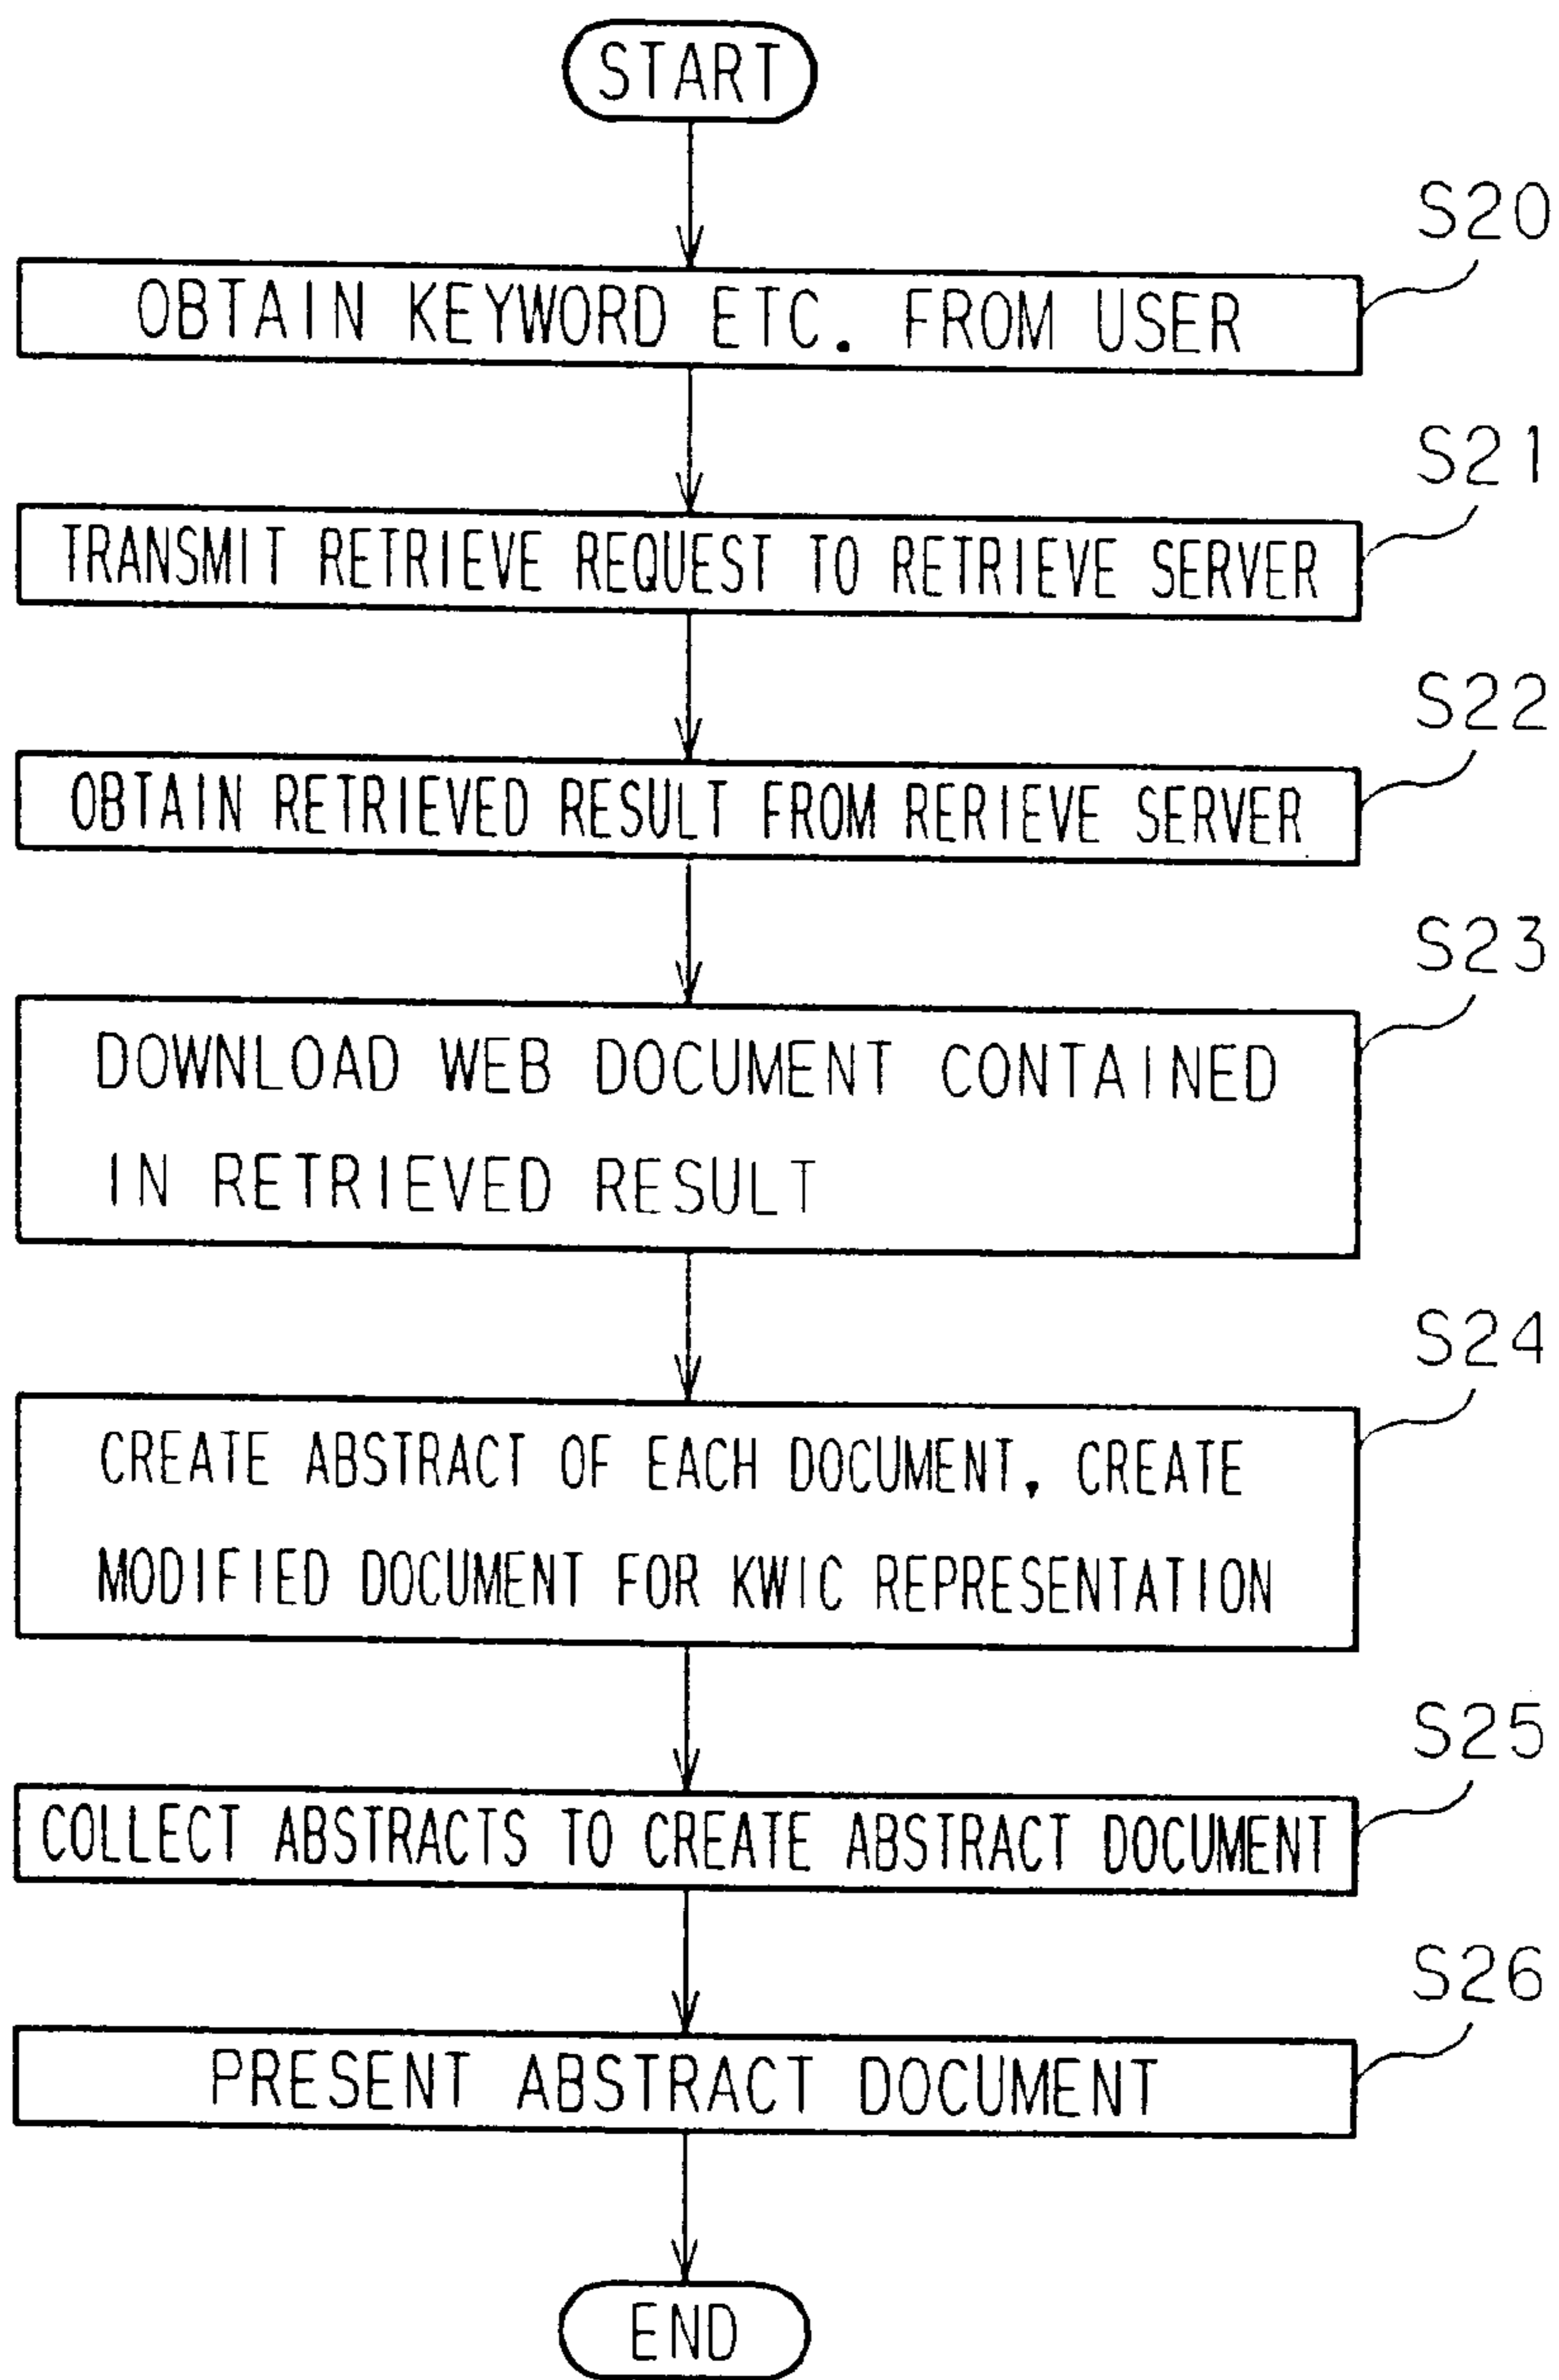 START
S20
OBTAIN KEYWORD ETC. FROM USER
S21
TRANSMIT RETRIEVE REQUEST TO RETRIEVE SERVER
S22
OBTAIN RETRIEVED RESULT FROM RERIEVE SERVER
S23
DOWNLOAD WEB DOCUMENT CONTAINED
IN RETRIEVED RESULT
S24
CREATE ABSTRACT OF EACH DOCUMENT, CREATE
MODIFIED DOCUMENT FOR KWIC REPRESENTATION
S25
COLLECT ABSTRACTS TO CREATE ABSTRACT DOCUMENT
S26
PRESENT ABSTRACT DOCUMENT
END